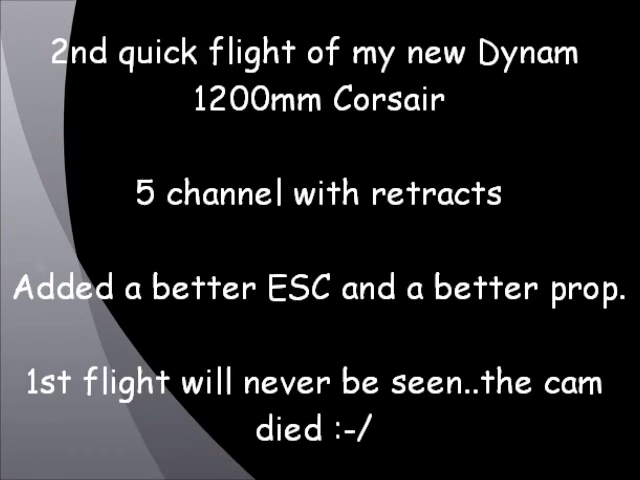 2nd quick flight of my new Dynam
1200mm Corsair
5 channel with retracts
Added a better ESC and a better prop.
1st flight will never be seen..the cam
died :-/